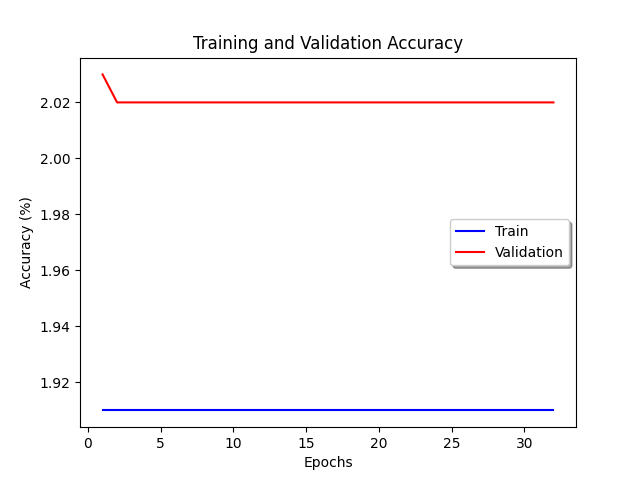 Training and Validation Accuracy
2.02
2.00
1.98
1.96
1.94
1.92
Accuracy (%)
Train
Validation
0 5 10 15 20 25 30
Epochs